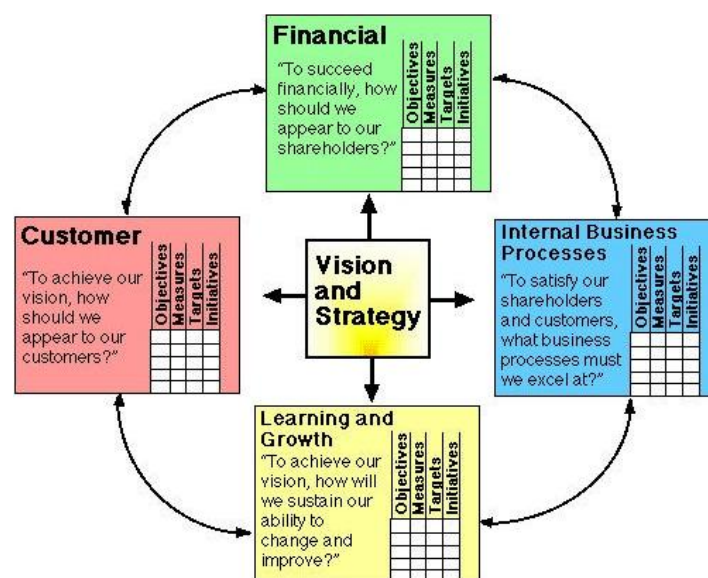 Financial
“To succeed
financially, how
should we
appear to our
shareholders?”
Objectives
Measures
Targets
Initiatives
Customer
“To achieve our
vision, how
should we
appear to our
customers?”
Objectives
Measures
Targets
Initiatives
Vision
and
Strategy
Internal Business
Processes
“To satisfy our
shareholders
and customers,
what business
processes must
we excel at?”
Objectives
Measures
Targets
Initiatives
Learning and
Growth
“To achieve our
vision, how will
we sustain our
ability to
change and
improve?”
Objectives
Measures
Targets
Initiatives